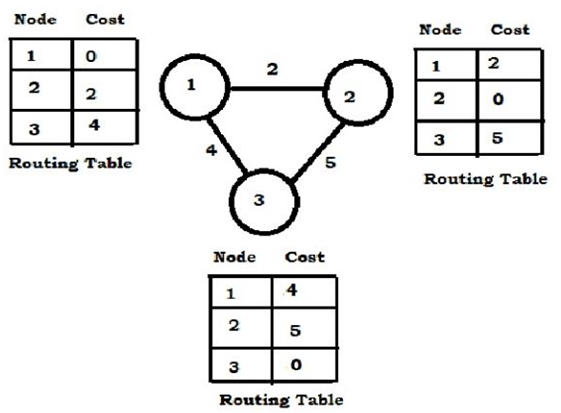 Node Cost
1 0
2 2
3 4
Routing Table
1
2
2
4
5
3
Node Cost
1 2
2 0
3 5
Routing Table
Node Cost
1 4
2 5
3 0
Routing Table